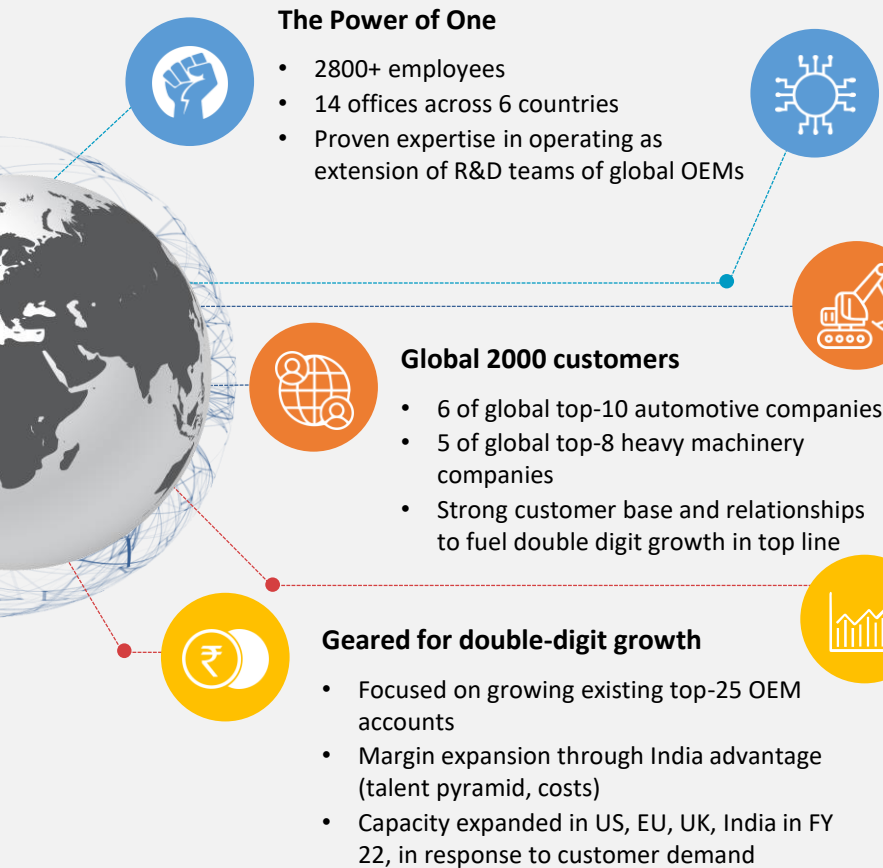 The Power of One
• 2800+ employees
• 14 offices across 6 countries
• Proven expertise in operating as
extension of R&D teams of global OEMs
Global 2000 customers
• 6 of global top-10 automotive companies
• 5 of global top-8 heavy machinery
companies
• Strong customer base and relationships
to fuel double digit growth in top line
₹
Geared for double-digit growth
• Focused on growing existing top-25 OEM
accounts
• Margin expansion through India advantage
(talent pyramid, costs)
• Capacity expanded in US, EU, UK, India in FY
22, in response to customer demand